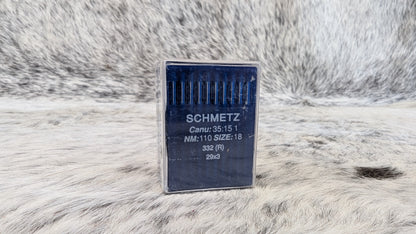 SCHMETZ
Canu: 35:15 1
NM: 110 SIZE: 18
332 (R)
29x3